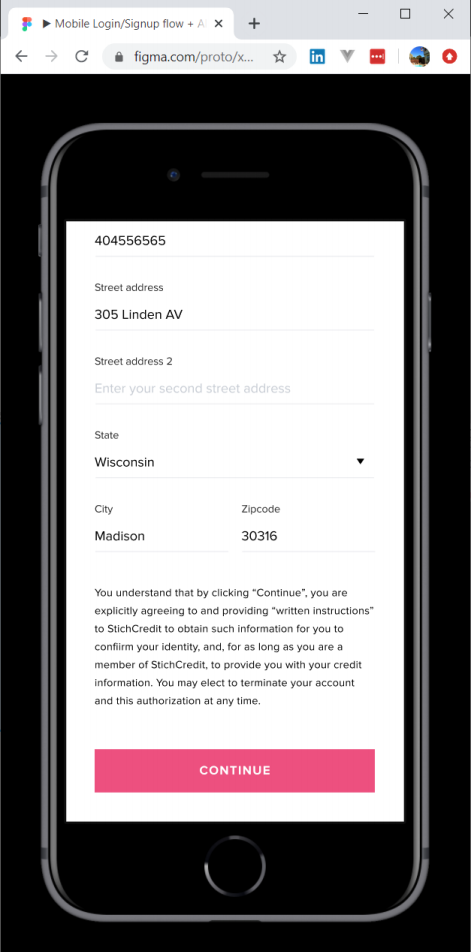 Mobile Login/Signup flow + A
figma.com/proto/x...
404556565
Street address
305 Linden AV
Street address 2
Enter your second street address
State
Wisconsin
City Zipcode
Madison 30316
You understand that by clicking “Continue”, you are
explicitly agreeing to and providing “written instructions”
to StichCredit to obtain such information for you to
confiirm your identity, and, for as long as you are a
member of StichCredit, to provide you with your credit
information. You may elect to terminate your account
and this authorization at any time.
CONTINUE